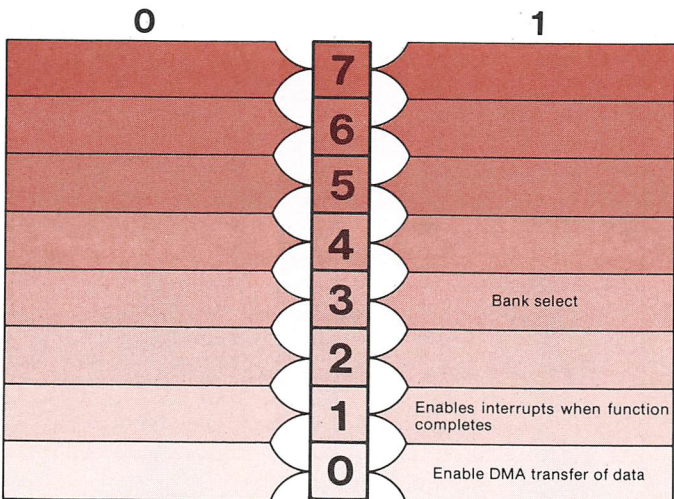 0
1
7
6
5
4
3
Bank select
2
1
Enables interrupts when function
completes
0
Enable DMA transfer of data